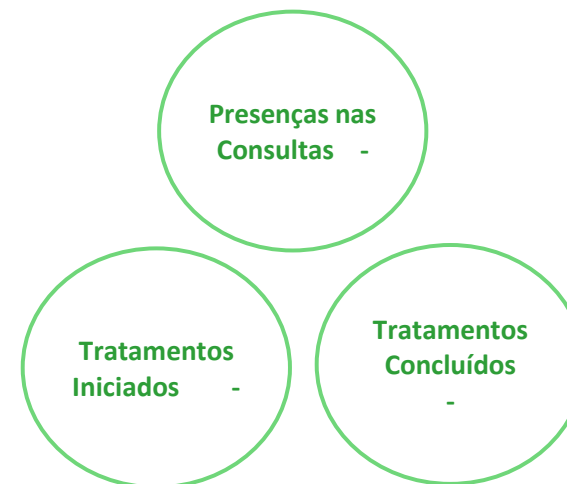 Presenças nas
Consultas -
Tratamentos
Iniciados -
Tratamentos
Concluídos
-